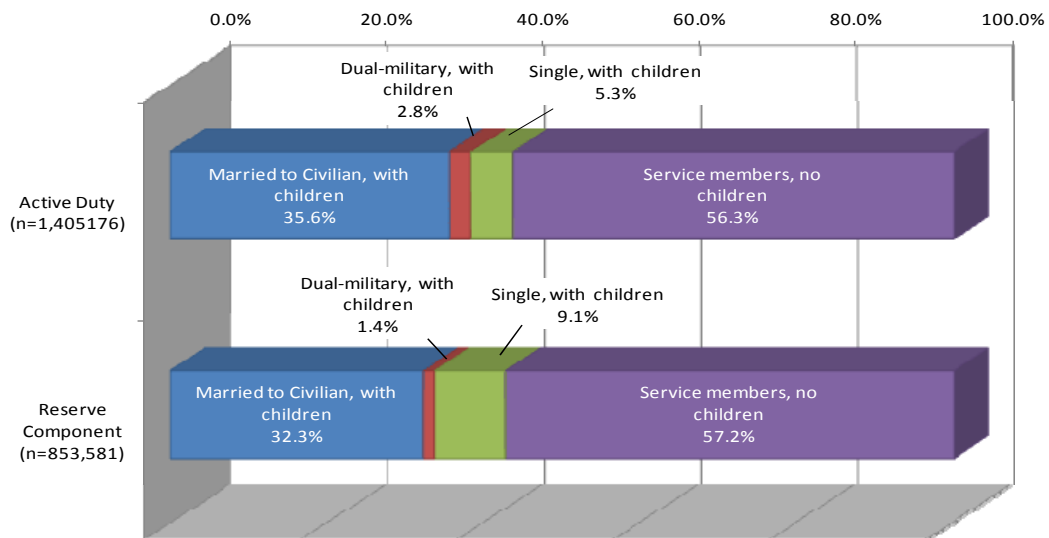 0.0% 20.0% 40.0% 60.0% 80.0% 100.0%
Dual-military, with
children
2.8%
Single, with children
5.3%
Active Duty
(n=1,405176)
Married to Civilian, with
children
35.6%
Service members, no
children
56.3%
Dual-military, with
children
1.4%
Single, with children
9.1%
Reserve
Component
(n=853,581)
Married to Civilian, with
children
32.3%
Service members, no
children
57.2%